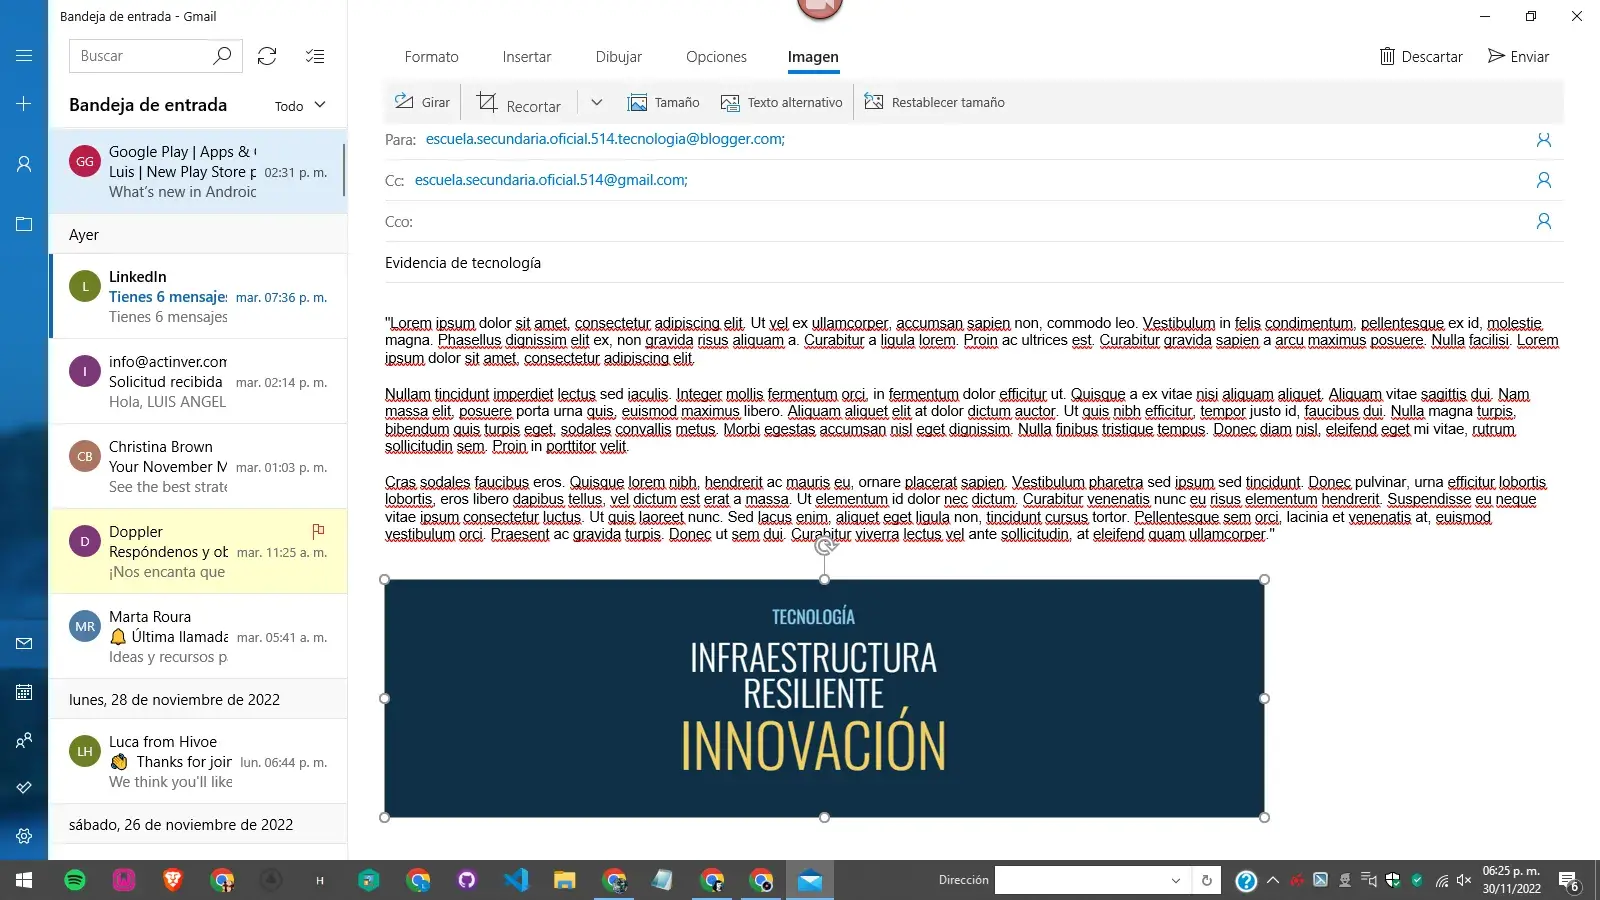 Bandeja de entrada - Gmail
Buscar
Bandeja de entrada
Todo
GG
Google Play | Apps &
Luis | New Play Store p
02:31 p. m.
What's new in Android
Ayer
L
LinkedIn
Tienes 6 mensaje
mar. 07:36 p. m.
Tienes 6 mensajes
I
info@actinver.com
Solicitud recibida
mar. 02:14 p. m.
Hola, LUIS ANGEL
CB
Christina Brown
Your November M
mar. 01:03 p. m.
See the best strate
D
Doppler
Respóndenos y ob
mar. 11:25 a. m.
¡Nos encanta que
MR
Marta Roura
Última llamada
mar. 05:41 a. m.
Ideas y recursos p
lunes, 28 de noviembre de 2022
LH
Luca from Hivoe
Thanks for joir
lun. 06:44 p. m.
We think you'll like
sábado, 26 de noviembre de 2022
Formato Insertar Dibujar Opciones Imagen
Descartar Enviar
Girar Recortar Tamaño Texto alternativo Restablecer tamaño
Para: escuela.secundaria.oficial.514.tecnologia@blogger.com;
Cc: escuela.secundaria.oficial.514@gmail.com;
Cco:
Evidencia de tecnología
"Lorem ipsum dolor sit amet, consectetur adipiscing elit. Ut vel ex ullamcorper, accumsan sapien non, commodo leo. Vestibulum in felis condimentum, pellentesque ex id, molestie
magna. Phasellus dignissim elit ex, non gravida risus aliquam a. Curabitur a ligula lorem. Proin ac ultrices est. Curabitur gravida sapien a arcu maximus posuere. Nulla facilisi. Lorem
ipsum dolor sit amet, consectetur adipiscing elit.
Nullam tincidunt imperdiet lectus sed iaculis. Integer mollis fermentum orci, in fermentum dolor efficitur ut. Quisque a ex vitae nisi aliquam aliquet. Aliquam vitae sagittis dui. Nam
massa elit, posuere porta urna quis, euismod maximus libero. Aliquam aliquet elit at dolor dictum auctor. Ut quis nibh efficitur, tempor justo id, faucibus dui. Nulla magna turpis,
bibendum quis turpis eget, sodales convallis metus. Morbi egestas accumsan nisl eget dignissim. Nulla finibus tristique tempus. Donec diam nisl, eleifend eget mi vitae, rutrum
sollicitudin sem. Proin in porttitor velit.
Cras sodales faucibus eros. Quisque lorem nibh, hendrerit ac mauris eu, ornare placerat sapien. Vestibulum pharetra sed ipsum sed tincidunt. Donec pulvinar, urna efficitur lobortis
lobortis, eros libero dapibus tellus, vel dictum est erat a massa. Ut elementum id dolor nec dictum. Curabitur venenatis nunc eu risus elementum hendrerit. Suspendisse eu neque
vitae ipsum consectetur luctus. Ut quis laoreet nunc. Sed lacus enim, aliquet eget ligula non, tincidunt cursus tortor. Pellentesque sem orci, lacinia et venenatis at, euismod
vestibulum orci. Praesent ac gravida turpis. Donec ut sem dui. Curabitur viverra lectus vel ante sollicitudin, at eleifend quam ullamcorper."
TECNOLOGÍA
INFRAESTRUCTURA
RESILIENTE
INNOVACIÓN
H
Dirección
06:25 p. m.
30/11/2022
6